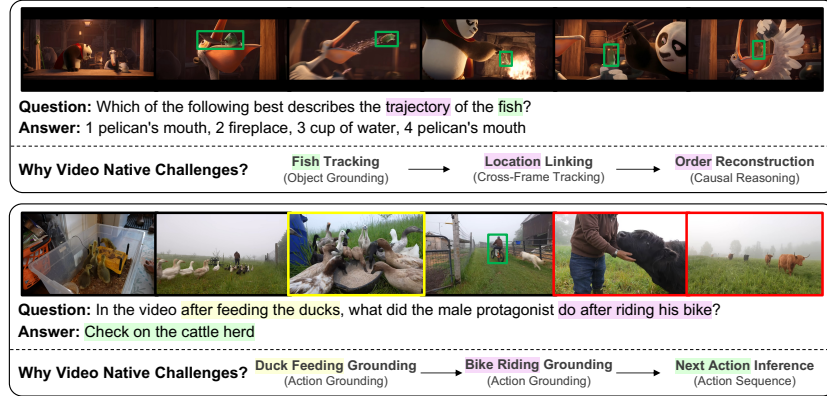 Question: Which of the following best describes the trajectory of the fish?
Answer: 1 pelican's mouth, 2 fireplace, 3 cup of water, 4 pelican's mouth
Why Video Native Challenges? Fish Tracking Location Linking Order Reconstruction
(Object Grounding) (Cross-Frame Tracking) (Causal Reasoning)
Question: In the video after feeding the ducks, what did the male protagonist do after riding his bike?
Answer: Check on the cattle herd
Why Video Native Challenges? Duck Feeding Grounding Bike Riding Grounding Next Action Inference
(Action Grounding) (Action Grounding) (Action Sequence)